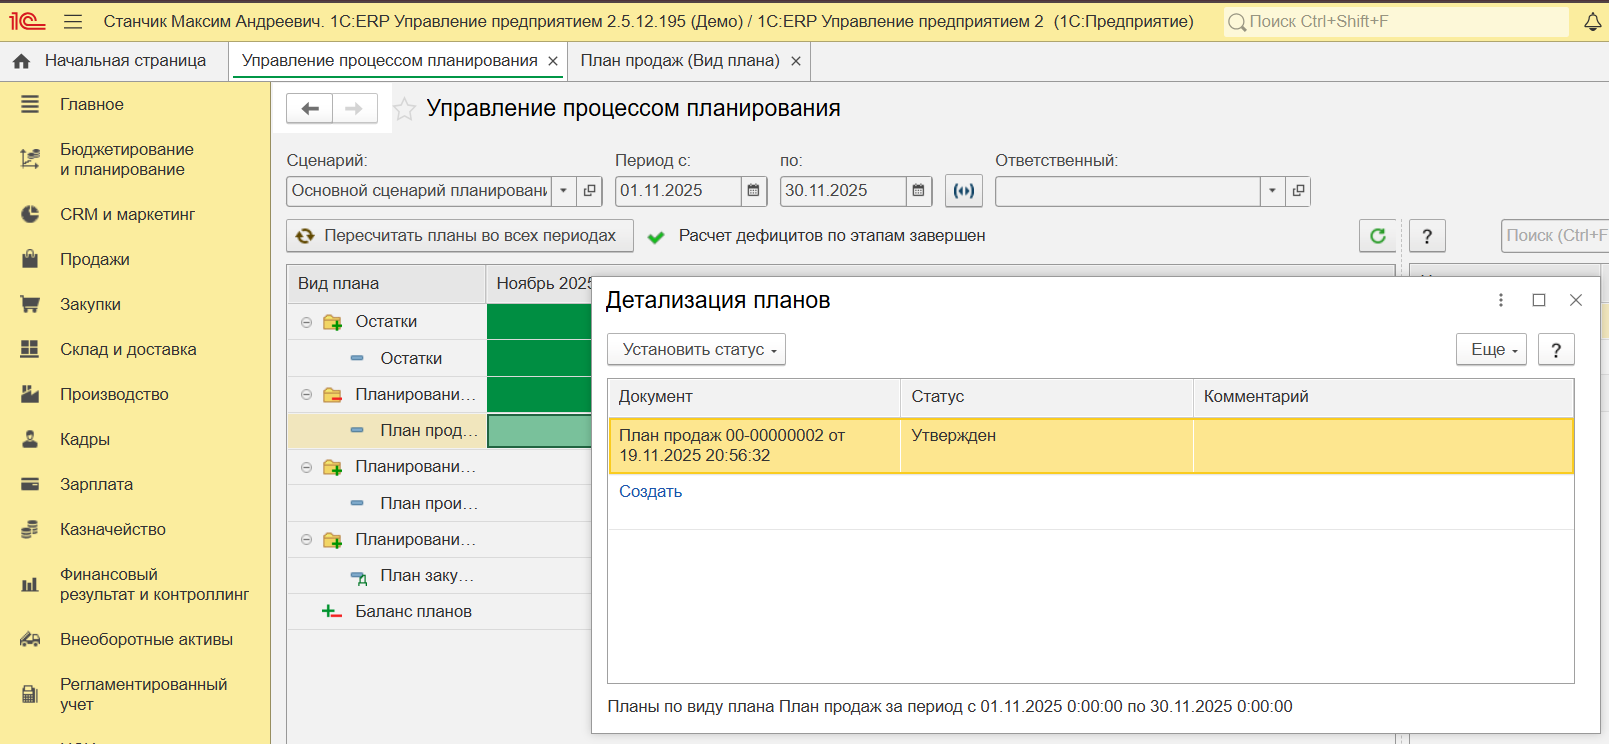 1С Станчик Максим Андреевич. 1С:ERP Управление предприятием 2.5.12.195 (Демо) / 1С:ERP Управление предприятием 2 (1С:Предприятие) Поиск Ctrl+Shift+F
Начальная страница Управление процессом планирования × План продаж (Вид плана) ×
Главное
Бюджетирование
и планирование
CRM и маркетинг
Продажи
Закупки
Склад и доставка
Производство
Кадры
Зарплата
Казначейство
Финансовый
результат и контроллинг
Внеоборотные активы
Регламентированный
учет
Управление процессом планирования
Сценарий: Период с: по: Ответственный:
Основной сценарий планировани 01.11.2025 30.11.2025
Пересчитать планы во всех периодах Расчет дефицитов по этапам завершен ? Поиск (Ctrl+F
Вид плана Ноябрь 2025
Остатки
Остатки
Планировани...
План прод...
Планировани...
План прои...
Планировани...
План заку...
Баланс планов
Детализация планов
Установить статус Еще ?
Документ Статус Комментарий
План продаж 00-00000002 от Утвержден
19.11.2025 20:56:32
Создать
Планы по виду плана План продаж за период с 01.11.2025 0:00:00 по 30.11.2025 0:00:00